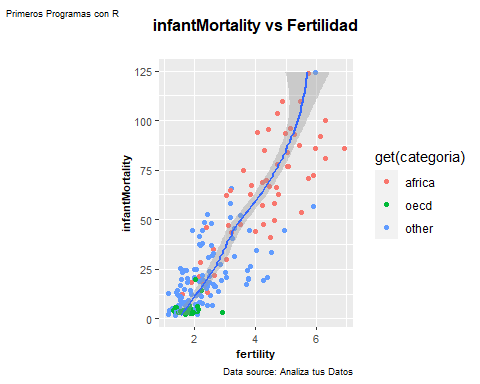 Primeros Programas con R
infantMortality vs Fertilidad
infantMortality
125
100
75
50
25
0
2
4
6
fertility
get(categoria)
africa
oecd
other
Data source: Analiza tus Datos